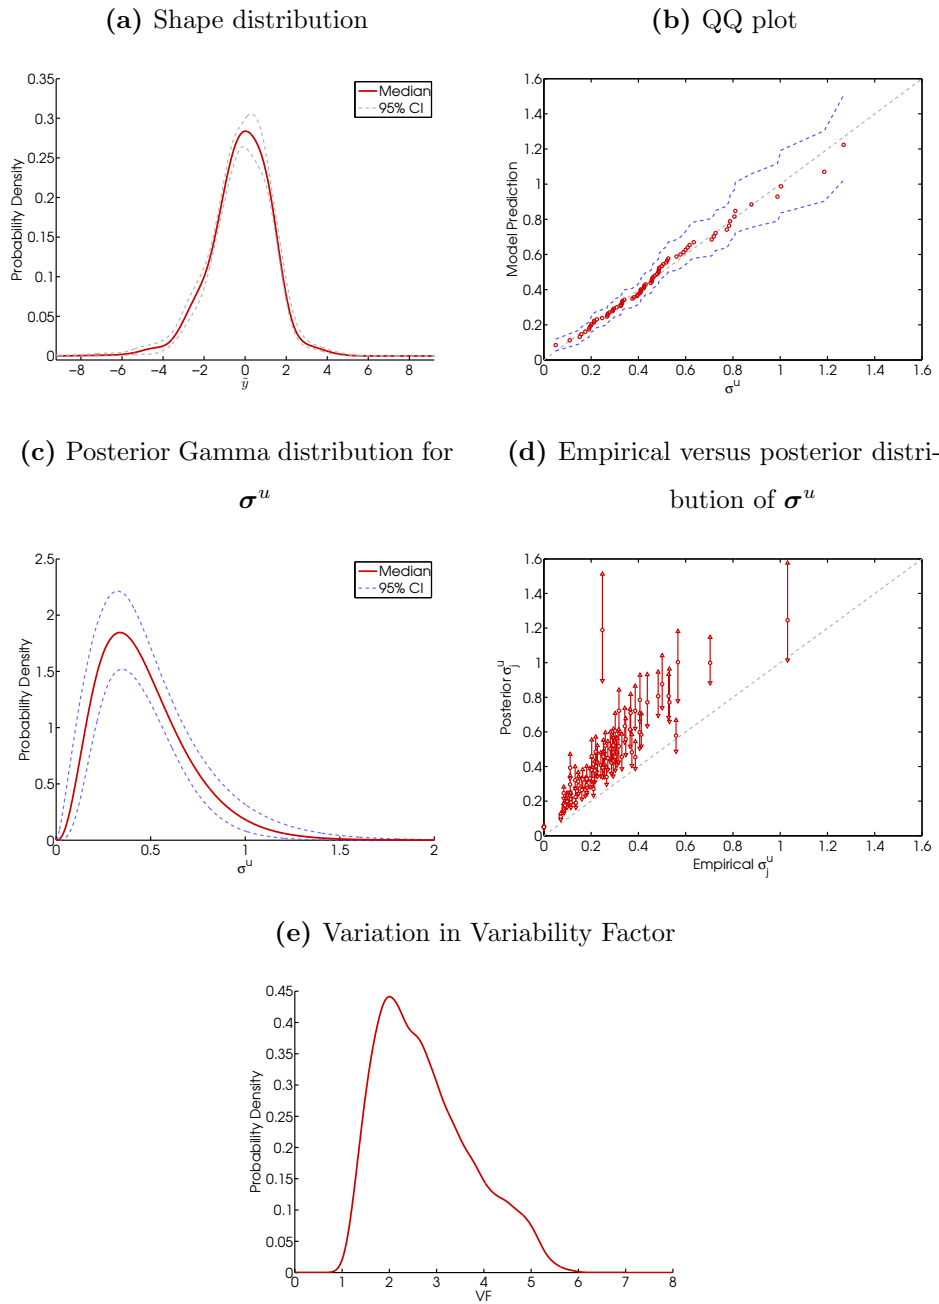 (a) Shape distribution
0.35
0.3
0.25
0.2
0.15
0.1
0.05
0
Probability Density
−8 −6 −4 −2 0 2 4 6 8
ỹ
Median
95% CI
(b) QQ plot
1.6
1.4
1.2
1
0.8
0.6
0.4
0.2
0
Model Prediction
0 0.2 0.4 0.6 0.8 1 1.2 1.4 1.6
σᵘ
(c) Posterior Gamma distribution for
σᵘ
2.5
2
1.5
1
0.5
0
Probability Density
0 0.5 1 1.5 2
σᵘ
Median
95% CI
(d) Empirical versus posterior distri-
bution of σᵘ
1.6
1.4
1.2
1
0.8
0.6
0.4
0.2
0
Posterior σⱼᵘ
0 0.2 0.4 0.6 0.8 1 1.2 1.4 1.6
Empirical σⱼᵘ
(e) Variation in Variability Factor
0.45
0.4
0.35
0.3
0.25
0.2
0.15
0.1
0.05
0
Probability Density
0 1 2 3 4 5 6 7 8
VF